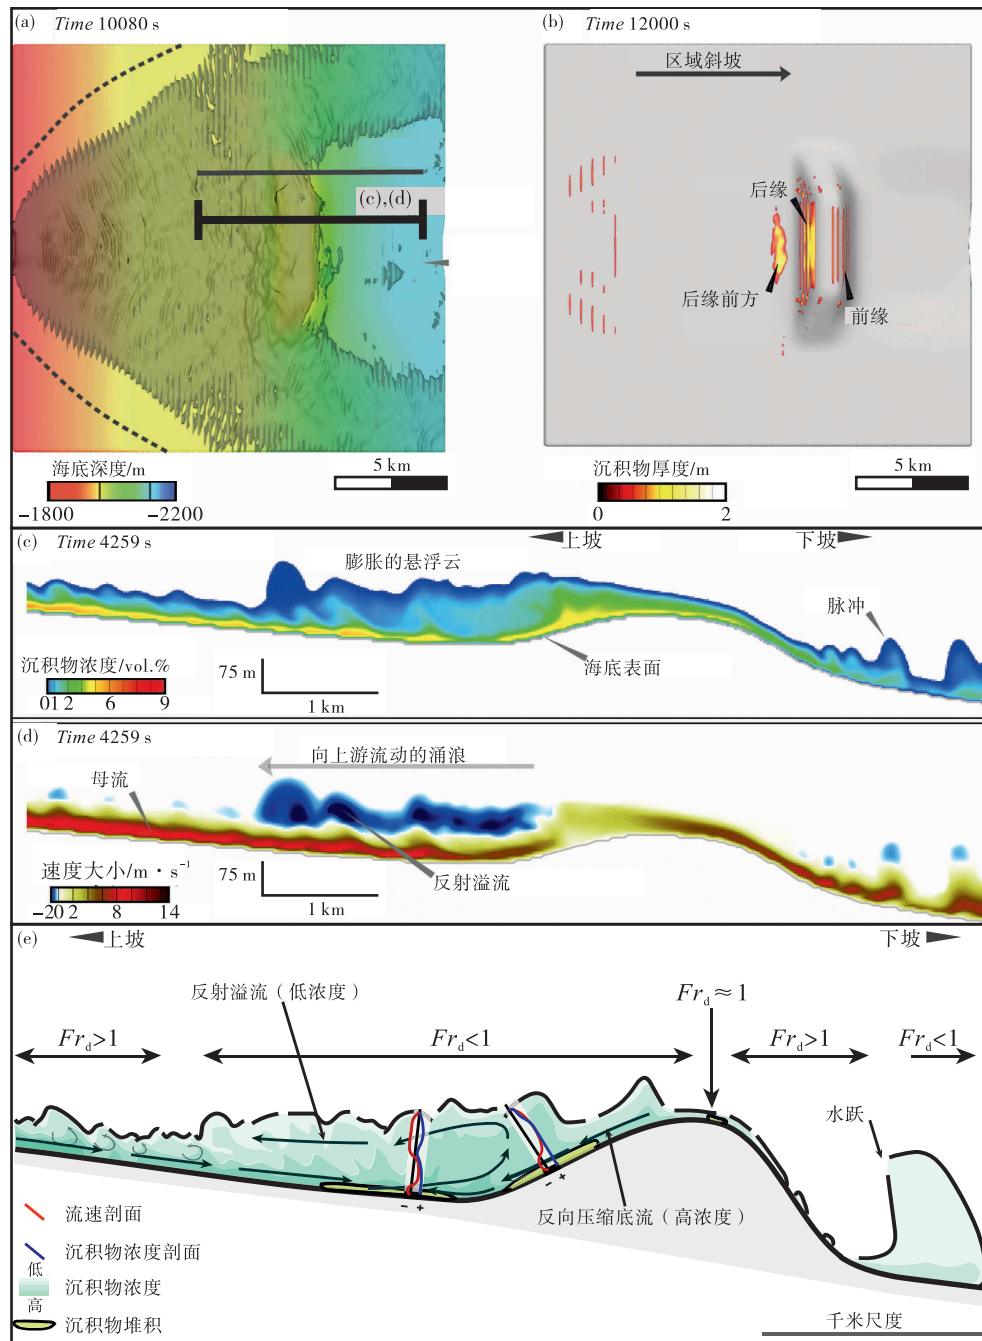 (a) Time 10080 s
(c),(d)
海底深度/m
-1800 -2200
5 km
(b) Time 12000 s
区域斜坡
后缘
后缘前方
前缘
沉积物厚度/m
0 2
5 km
(c) Time 4259 s
上坡 下坡
膨胀的悬浮云
脉冲
海底表面
沉积物浓度/vol.%
012 6 9
75 m
1 km
(d) Time 4259 s
向上游流动的涌浪
母流
反射溢流
速度大小/m·s⁻¹
-202 8 14
75 m
1 km
(e) 上坡 下坡
反射溢流（低浓度） Frd≈1
Frd>1 Frd<1 Frd>1 Frd<1
水跃
- +
- +
反向压缩底流（高浓度）
流速剖面
沉积物浓度剖面
低
沉积物浓度
高
沉积物堆积
千米尺度